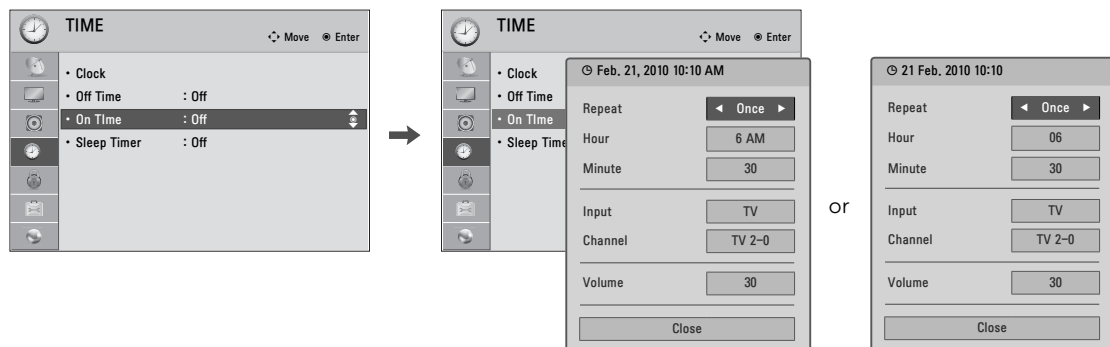 TIME
Move Enter
• Clock
• Off Time : Off
• On TIme : Off
• Sleep Timer : Off
TIME
Move Enter
• Clock
• Off Time
• On TIme
• Sleep Time
Feb. 21, 2010 10:10 AM
Repeat ◄ Once ►
Hour 6 AM
Minute 30
Input TV
Channel TV 2-0
Volume 30
Close
or
21 Feb. 2010 10:10
Repeat ◄ Once ►
Hour 06
Minute 30
Input TV
Channel TV 2-0
Volume 30
Close